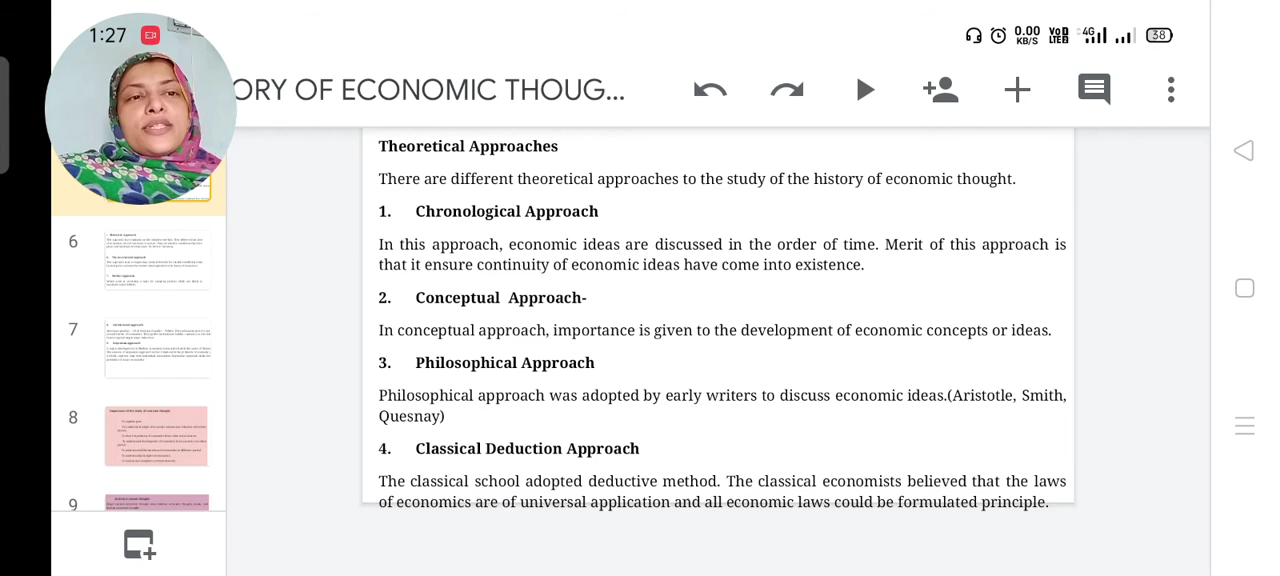 1:27
0.00
KB/S
VoD
LTE2
4G
38
ORY OF ECONOMIC THOUG...
Theoretical Approaches
There are different theoretical approaches to the study of the history of economic thought.
1. Chronological Approach
In this approach, economic ideas are discussed in the order of time. Merit of this approach is
that it ensure continuity of economic ideas have come into existence.
2. Conceptual Approach-
In conceptual approach, importance is given to the development of economic concepts or ideas.
3. Philosophical Approach
Philosophical approach was adopted by early writers to discuss economic ideas.(Aristotle, Smith,
Quesnay)
4. Classical Deduction Approach
The classical school adopted deductive method. The classical economists believed that the laws
of economics are of universal application and all economic laws could be formulated principle.
6
7
8
9